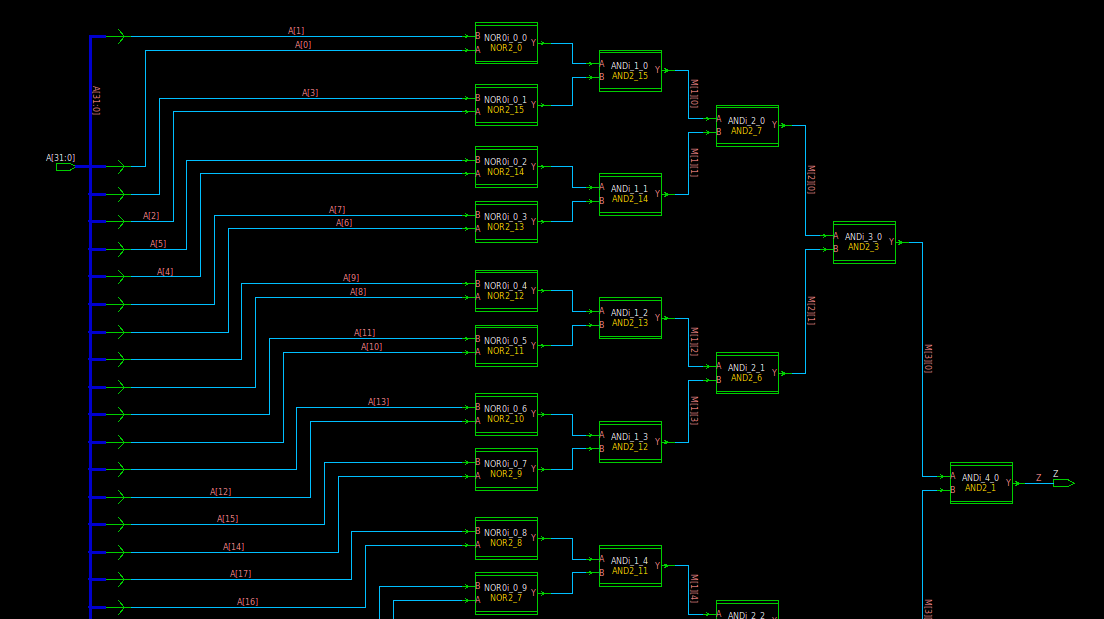 A[1]
A[0]
B
A
NOR0i_0_0
NOR2_0
Y
A
B
ANDi_1_0
AND2_15
Y
A[31:0]
A[3]
B
A
NOR0i_0_1
NOR2_15
Y
M[1][0]
A
B
ANDi_2_0
AND2_7
Y
A[31:0]
B
A
NOR0i_0_2
NOR2_14
Y
A
B
ANDi_1_1
AND2_14
Y
M[1][1]
M[2][0]
A[2]
A[7]
A[6]
B
A
NOR0i_0_3
NOR2_13
Y
A[5]
A
B
ANDi_3_0
AND2_3
Y
A[4]
A[9]
A[8]
B
A
NOR0i_0_4
NOR2_12
Y
A
B
ANDi_1_2
AND2_13
Y
M[2][1]
A[11]
A[10]
B
A
NOR0i_0_5
NOR2_11
Y
M[1][2]
M[3][0]
A
B
ANDi_2_1
AND2_6
Y
A[13]
B
A
NOR0i_0_6
NOR2_10
Y
M[1][3]
A
B
ANDi_1_3
AND2_12
Y
B
A
NOR0i_0_7
NOR2_9
Y
A[12]
A
B
ANDi_4_0
AND2_1
Y
Z
Z
A[15]
A[14]
B
A
NOR0i_0_8
NOR2_8
Y
A
B
ANDi_1_4
AND2_11
Y
A[17]
A[16]
B
A
NOR0i_0_9
NOR2_7
Y
M[1][4]
A
ANDi_2_2